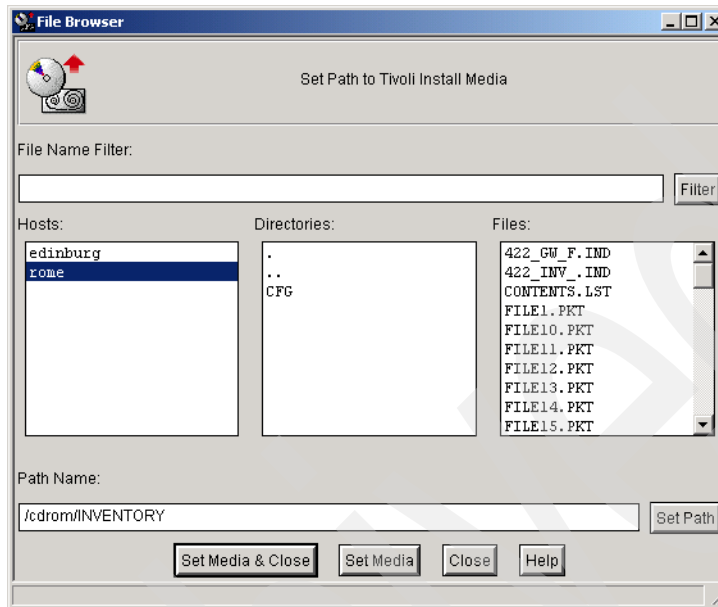 File Browser
Set Path to Tivoli Install Media
File Name Filter:
Filter
Hosts:
edinburg
rome
Directories:
.
..
CFG
Files:
422_GW_F.IND
422_INV_.IND
CONTENTS.LST
FILE1.PKT
FILE10.PKT
FILE11.PKT
FILE12.PKT
FILE13.PKT
FILE14.PKT
FILE15.PKT
Path Name:
/cdrom/INVENTORY
Set Path
Set Media & Close
Set Media
Close
Help